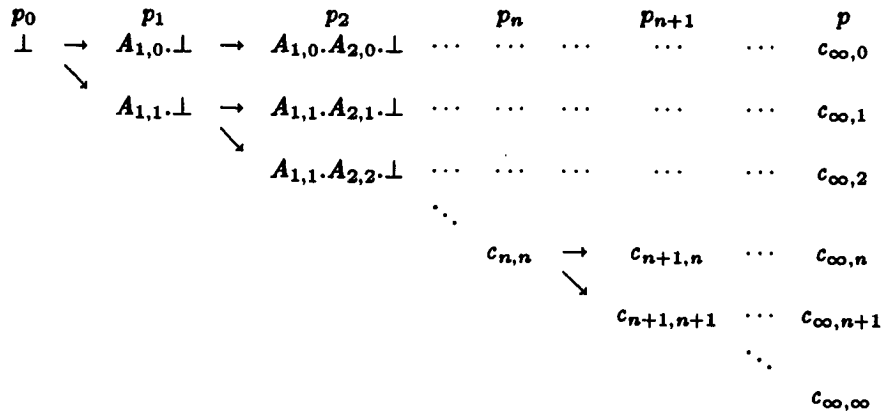 p₀ p₁ p₂ pₙ pₙ₊₁ p
⊥ → A₁,₀.⊥ → A₁,₀.A₂,₀.⊥ ⋯ ⋯ ⋯ ⋯ ⋯ c∞,₀
↘
A₁,₁.⊥ → A₁,₁.A₂,₁.⊥ ⋯ ⋯ ⋯ ⋯ ⋯ c∞,₁
↘
A₁,₁.A₂,₂.⊥ ⋯ ⋯ ⋯ ⋯ ⋯ c∞,₂
⋱
cₙ,ₙ → cₙ₊₁,ₙ ⋯ c∞,ₙ
↘
cₙ₊₁,ₙ₊₁ ⋯ c∞,ₙ₊₁
⋱
c∞,∞